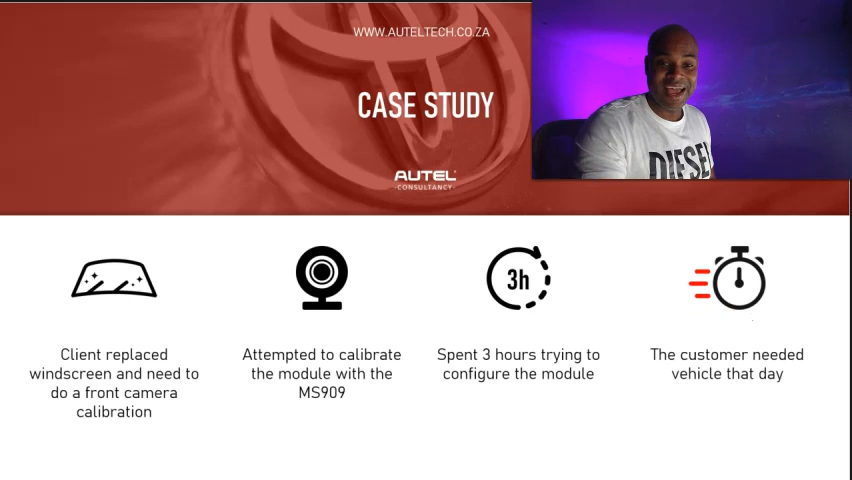 WWW.AUTELTECH.CO.ZA
CASE STUDY
AUTEL
-CONSULTANCY-
DIESEL
3h
Client replaced
windscreen and need to
do a front camera
calibration
Attempted to calibrate
the module with the
MS909
Spent 3 hours trying to
configure the module
The customer needed
vehicle that day